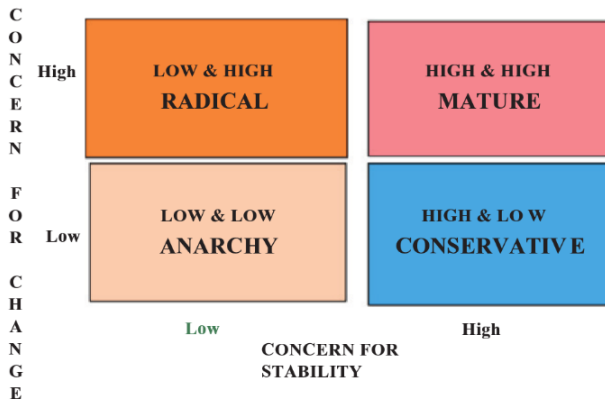 CONCERN FOR CHANGE
High
LOW & HIGH
RADICAL
HIGH & HIGH
MATURE
Low
LOW & LOW
ANARCHY
HIGH & LO W
CONSERVATIV E
Low
High
CONCERN FOR
STABILITY